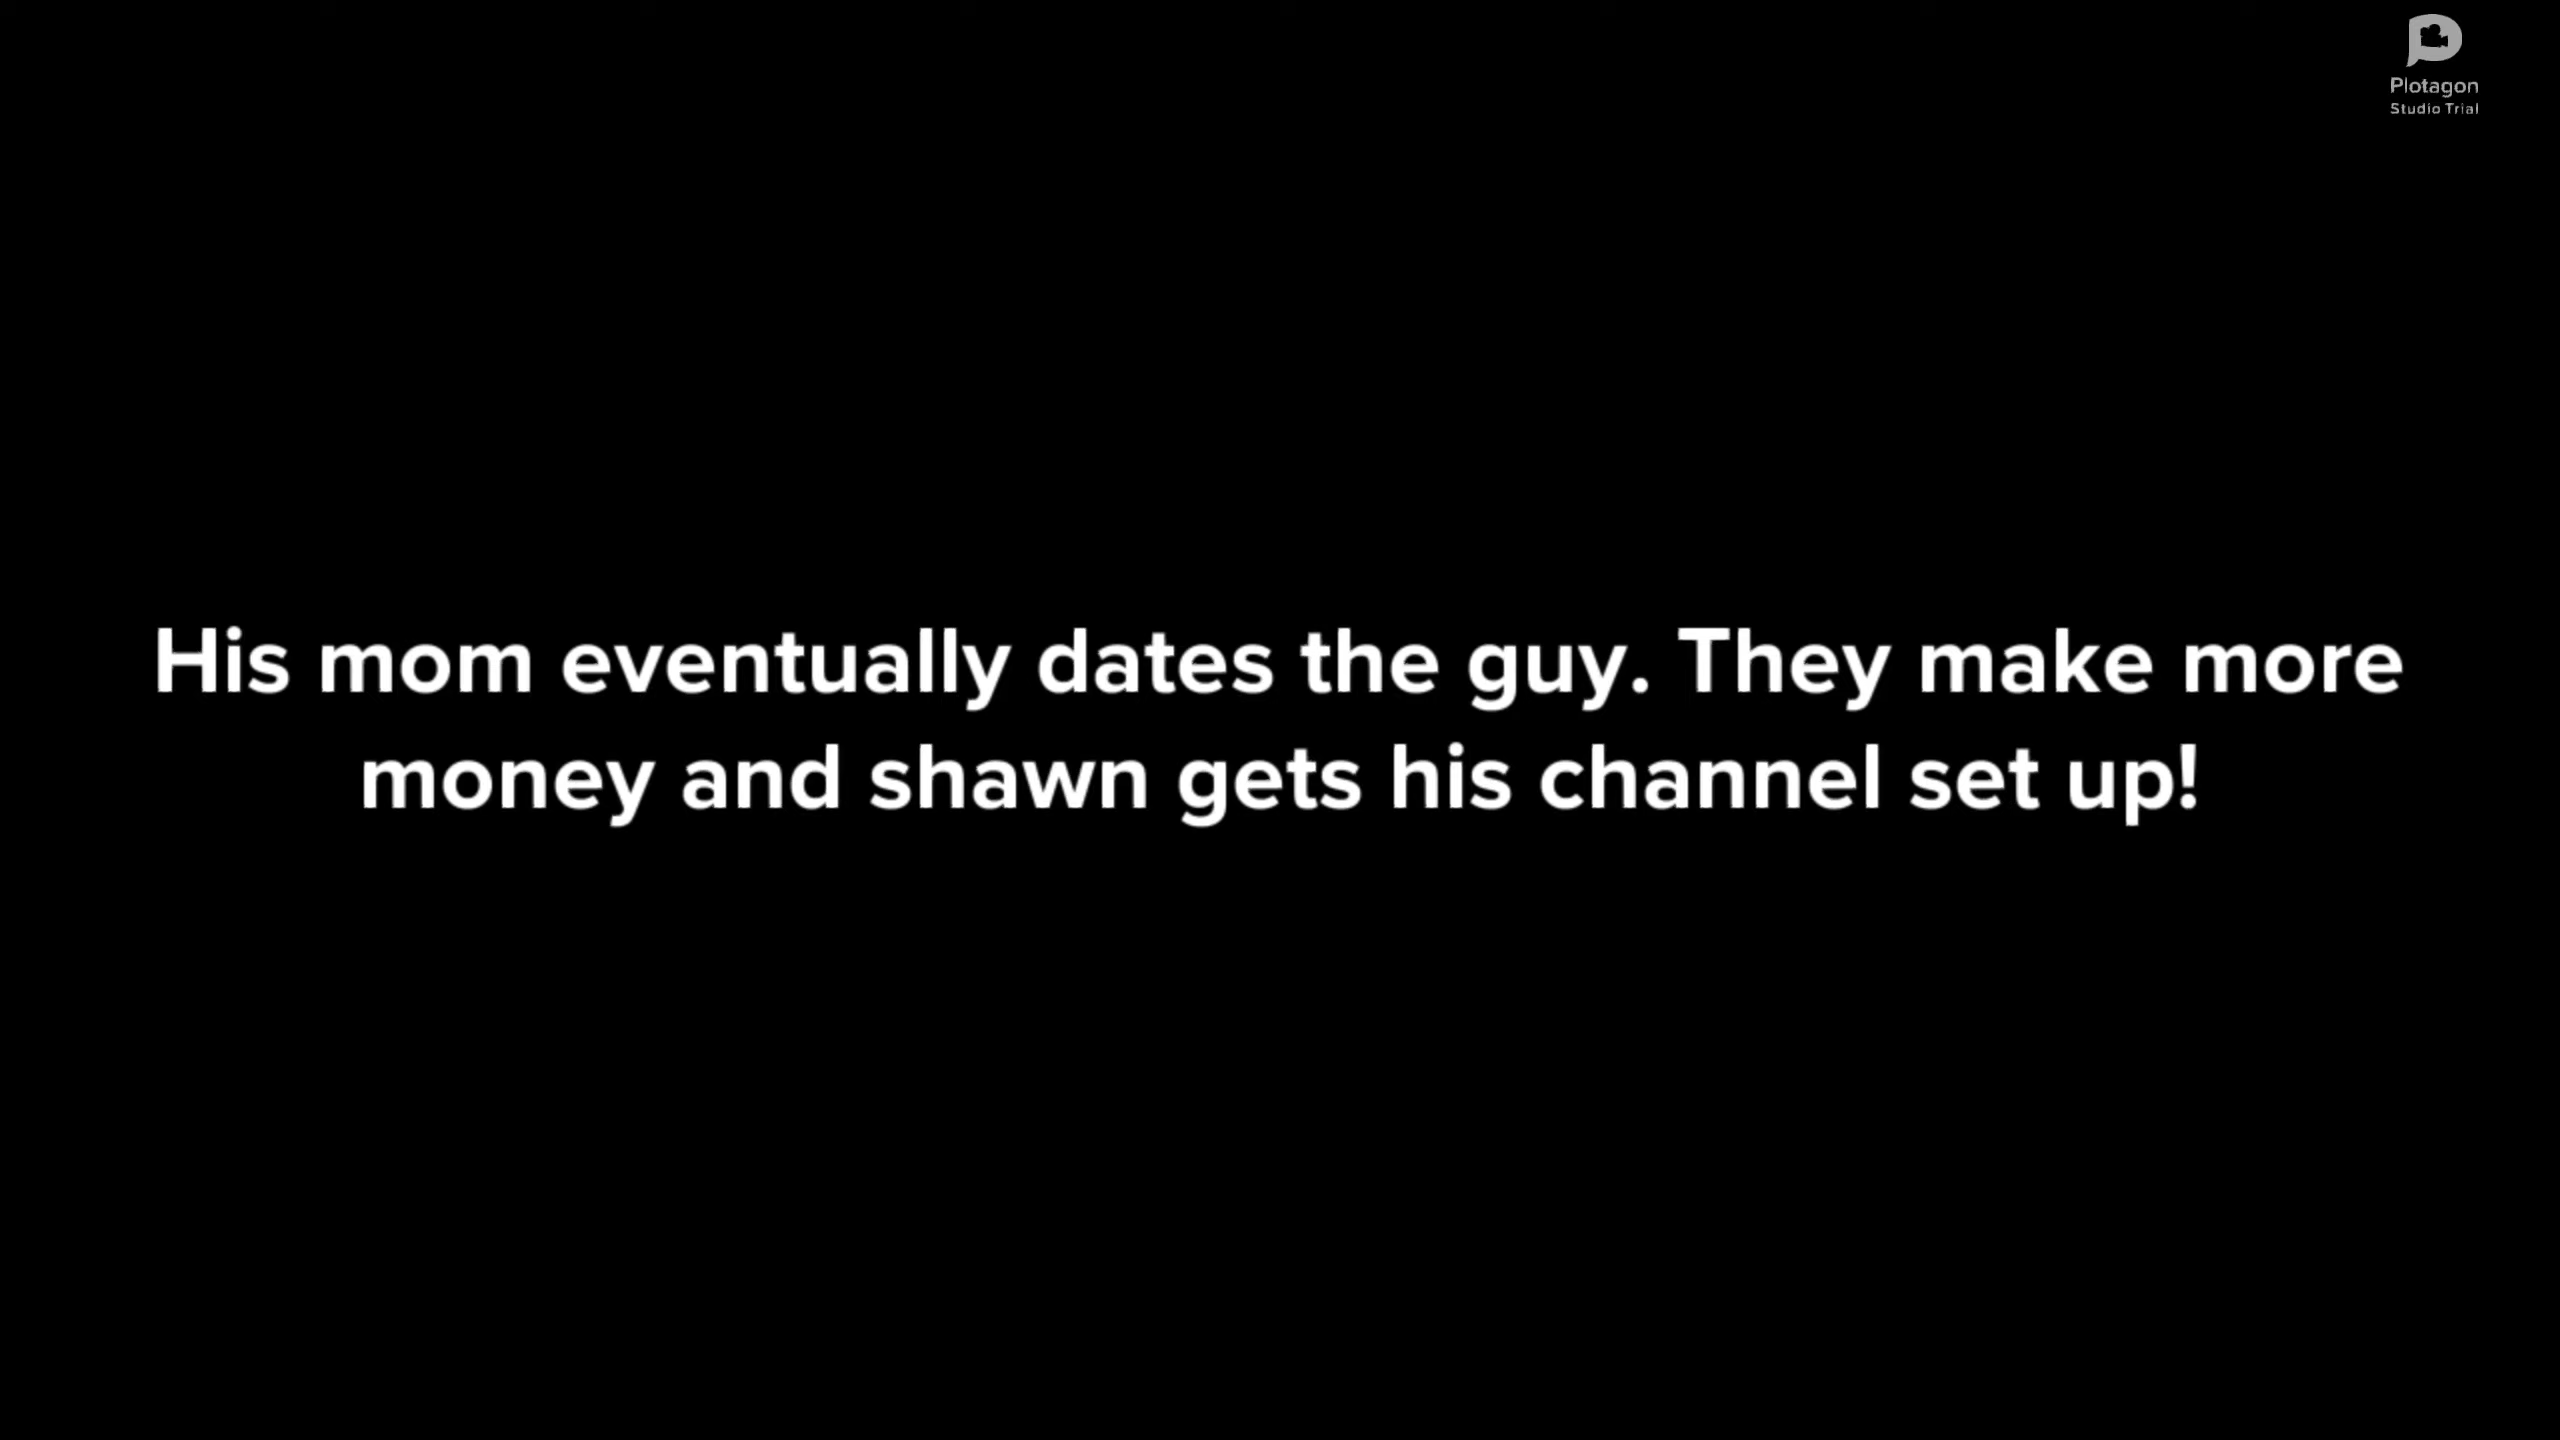 Plotagon
Studio Trial
His mom eventually dates the guy. They make more
money and shawn gets his channel set up!